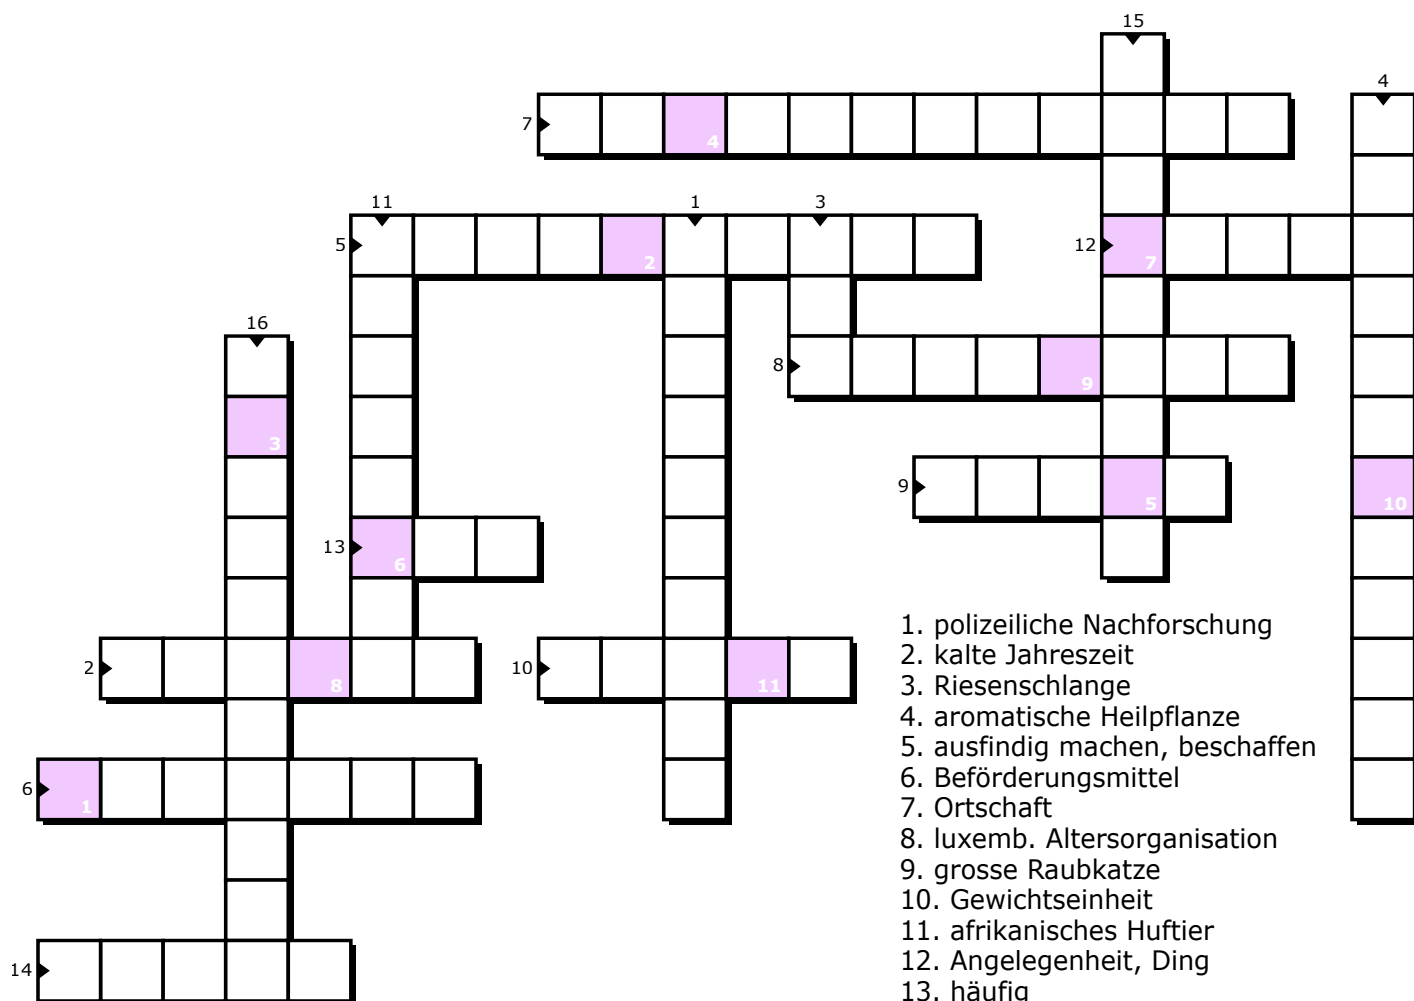 15
4
7
4
11
1
3
5
2
12
7
16
8
9
3
9
5
10
13
6
2
8
10
11
6
1
14
1. polizeiliche Nachforschung
2. kalte Jahreszeit
3. Riesenschlange
4. aromatische Heilpflanze
5. ausfindig machen, beschaffen
6. Beförderungsmittel
7. Ortschaft
8. luxemb. Altersorganisation
9. grosse Raubkatze
10. Gewichtseinheit
11. afrikanisches Huftier
12. Angelegenheit, Ding
13. häufig